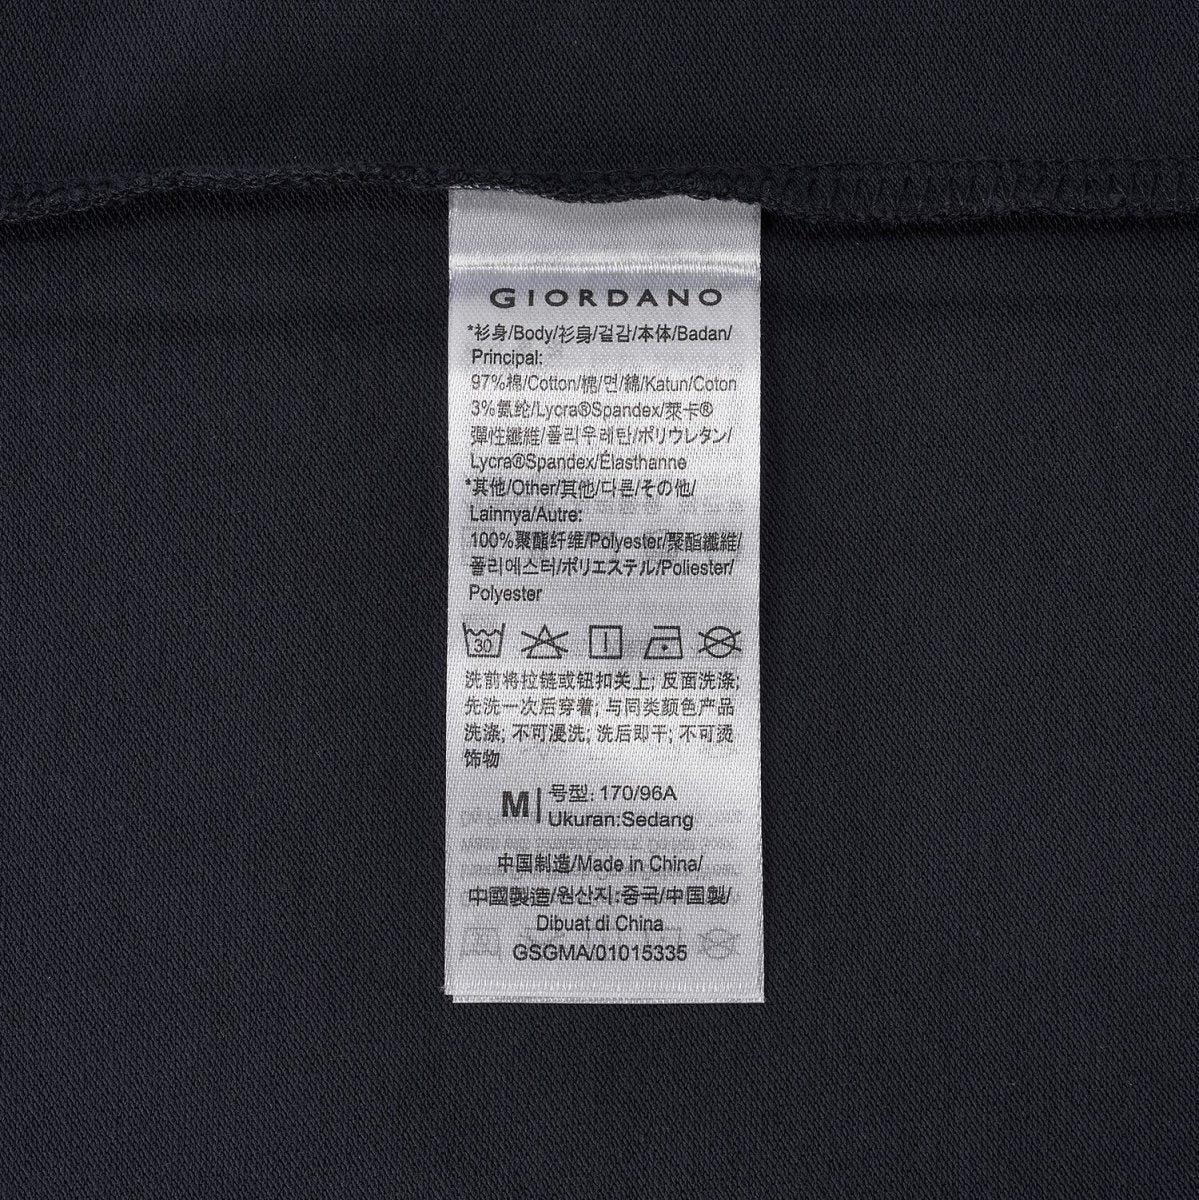 GIORDANO
*衫身/Body/衫身/겉감/本体/Badan/
Principal:
97%棉/Cotton/棉/면/綿/Katun/Coton
3%氨纶/Lycra®Spandex/萊卡®
彈性纖維/폴리우레탄/ポリウレタン/
Lycra®Spandex/Élasthanne
*其他/Other/其他/다른/その他/
Lainnya/Autre:
100%聚酯纤维/Polyester/聚酯纖維/
폴리에스터/ポリエステル/Poliester/
Polyester
30
洗前将拉链或钮扣关上; 反面洗涤;
先洗一次后穿着; 与同类颜色产品
洗涤; 不可浸洗; 洗后即干; 不可烫
饰物
M 号型: 170/96A
Ukuran:Sedang
中国制造/Made in China/
中國製造/원산지:중국/中国製/
Dibuat di China
GSGMA/01015335